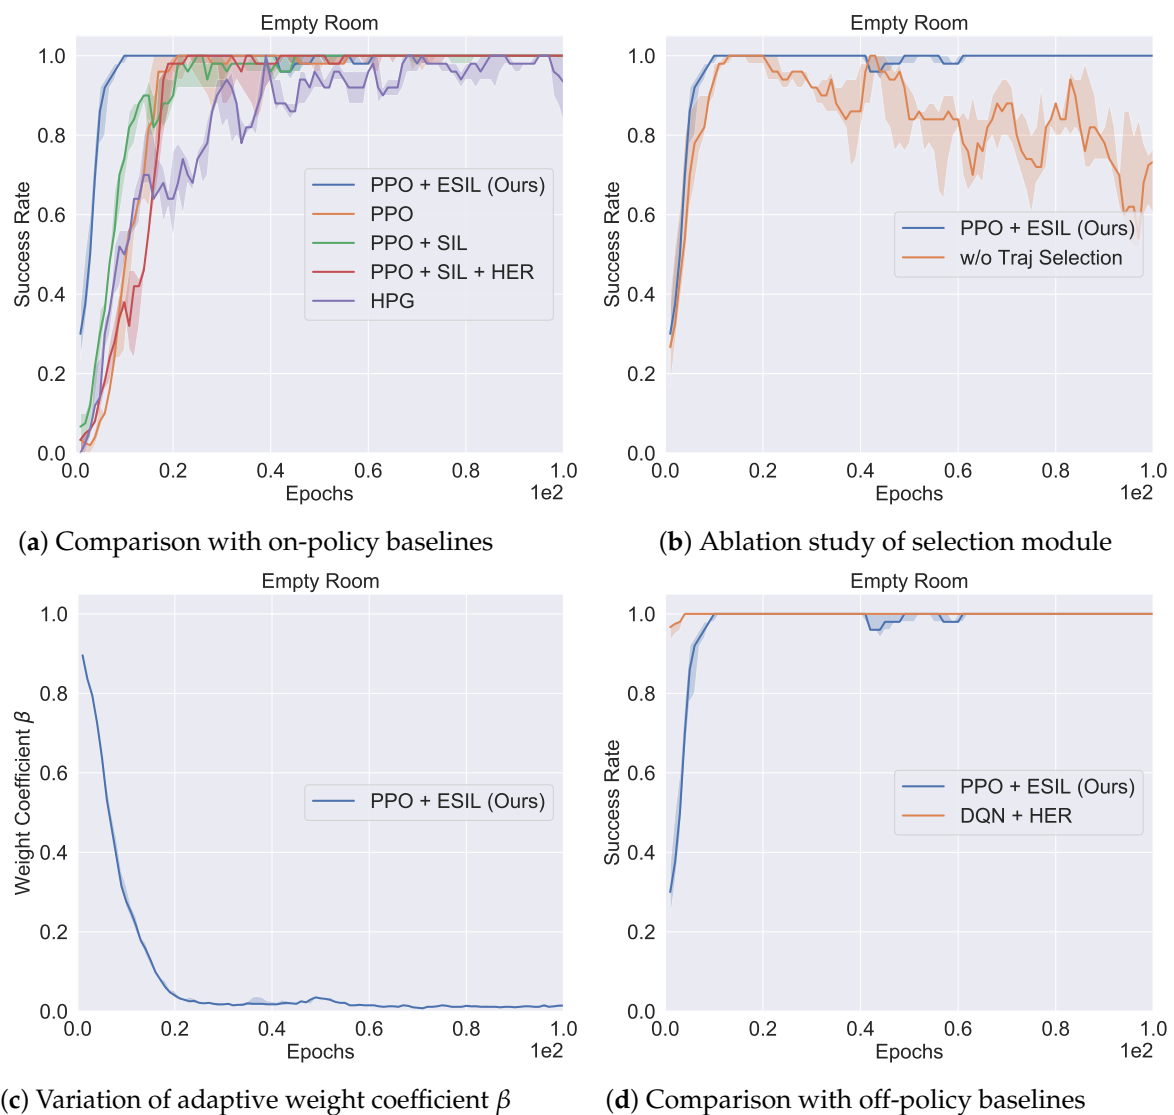 Empty Room
1.0
0.8
0.6
0.4
0.2
0.0
Success Rate
PPO + ESIL (Ours)
PPO
PPO + SIL
PPO + SIL + HER
HPG
0.0 0.2 0.4 0.6 0.8 1.0
Epochs
1e2
(a) Comparison with on-policy baselines
Empty Room
1.0
0.8
0.6
0.4
0.2
0.0
Success Rate
PPO + ESIL (Ours)
w/o Traj Selection
0.0 0.2 0.4 0.6 0.8 1.0
Epochs
1e2
(b) Ablation study of selection module
Empty Room
1.0
0.8
0.6
0.4
0.2
0.0
Weight Coefficient β
PPO + ESIL (Ours)
0.0 0.2 0.4 0.6 0.8 1.0
Epochs
1e2
(c) Variation of adaptive weight coefficient β
Empty Room
1.0
0.8
0.6
0.4
0.2
0.0
Success Rate
PPO + ESIL (Ours)
DQN + HER
0.0 0.2 0.4 0.6 0.8 1.0
Epochs
1e2
(d) Comparison with off-policy baselines